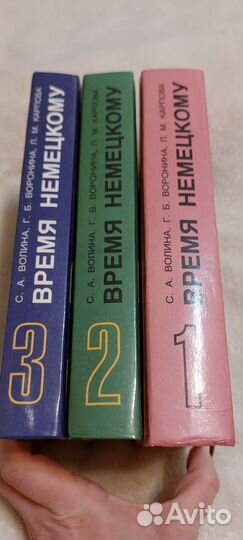 С. А. ВОЛИНА, Г. Б. ВОРОНИНА, Л. М. КАРПОВА
ВРЕМЯ НЕМЕЦКОМУ
3
С. А. ВОЛИНА, Г. Б. ВОРОНИНА, Л. М. КАРПОВА
ВРЕМЯ НЕМЕЦКОМУ
2
С. А. ВОЛИНА, Г. Б. ВОРОНИНА, Л. М. КАРПОВА
ВРЕМЯ НЕМЕЦКОМУ
1
Avito